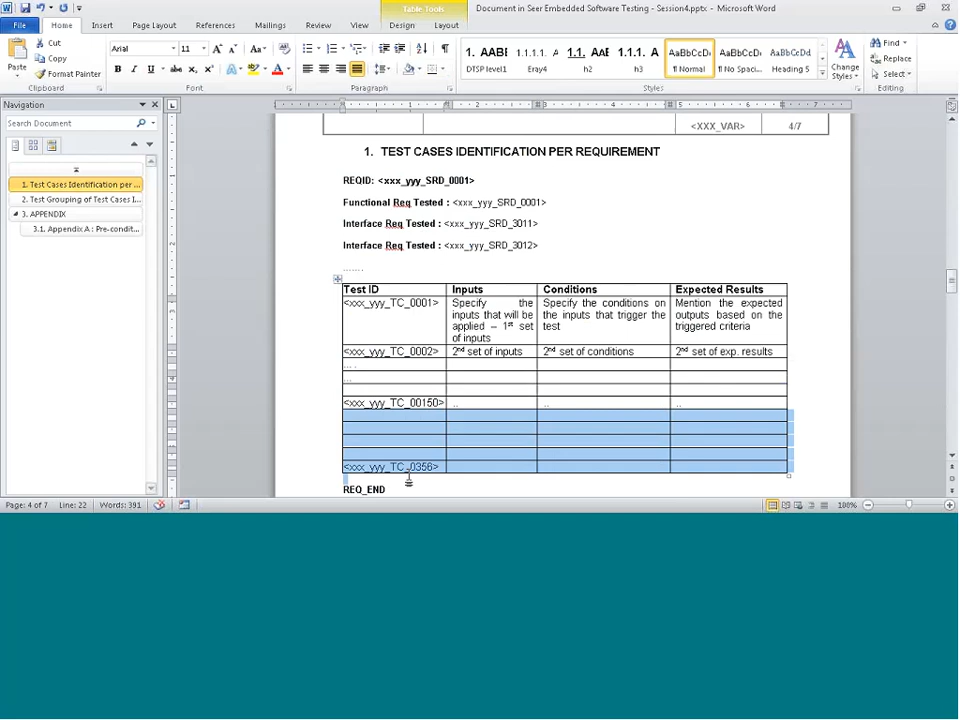 Table Tools
Document in Seer Embedded Software Testing - Session4.pptx - Microsoft Word
File Home Insert Page Layout References Mailings Review View Design Layout
Cut
Copy
Format Painter
Paste
Clipboard
Arial 11
Font
Paragraph
1. AABI 1.1.1.1. A 1.1. AAE 1.1.1. A AaBbCcDc AaBbCcDc AaBbCcDd
DTSP level1 Eray4 h2 h3 ¶ Normal ¶ No Spaci... Heading 5
Styles
Change Styles
Find
Replace
Select
Editing
Navigation
Search Document
1. Test Cases Identification per ...
2. Test Grouping of Test Cases I...
3. APPENDIX
3.1. Appendix A : Pre-condit...
<XXX_VAR> 4/7
1. TEST CASES IDENTIFICATION PER REQUIREMENT
REQID: <xxx_yyy_SRD_0001>
Functional Req Tested : <xxx_yyy_SRD_0001>
Interface Req Tested : <xxx_yyy_SRD_3011>
Interface Req Tested : <xxx_yyy_SRD_3012>
.......
Test ID Inputs Conditions Expected Results
<xxx_yyy_TC_0001> Specify the inputs that will be applied – 1st set of inputs Specify the conditions on the inputs that trigger the test Mention the expected outputs based on the triggered criteria
<xxx_yyy_TC_0002> 2nd set of inputs 2nd set of conditions 2nd set of exp. results
... .
...
<xxx_yyy_TC_00150> .. .. ..
<xxx_yyy_TC_0356>
REQ_END
Page: 4 of 7 Line: 22 Words: 391 100%